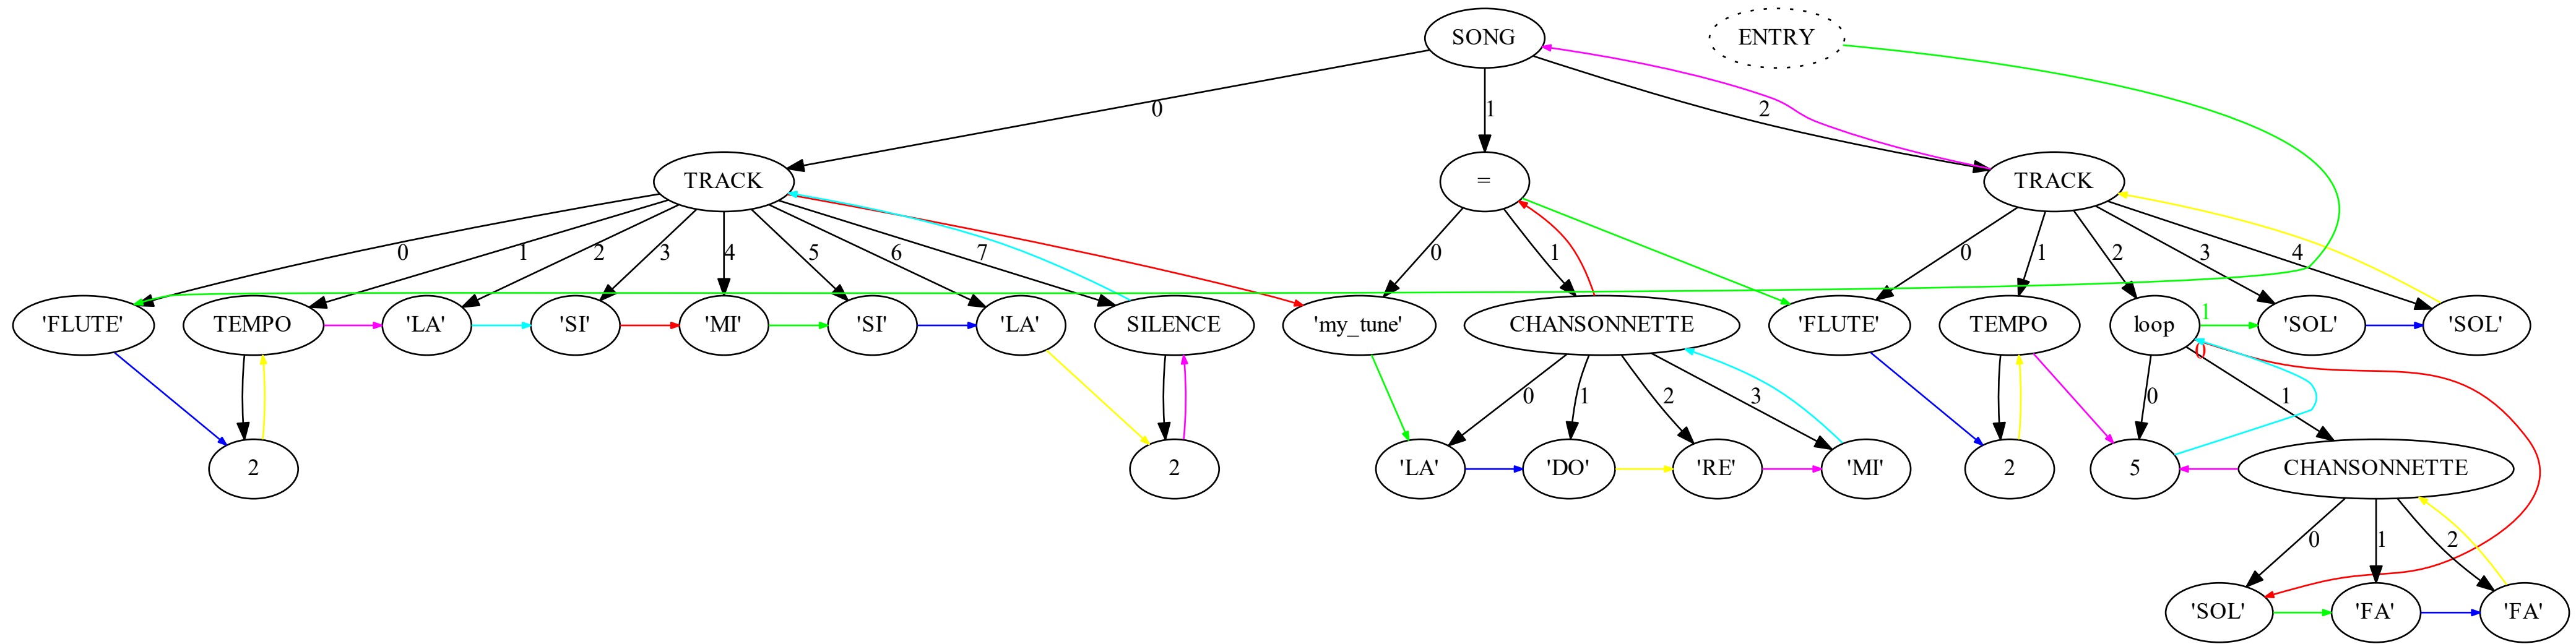 SONG
ENTRY
0
1
2
TRACK
=
TRACK
0
1
2
3
4
5
6
7
0
1
0
1
2
3
4
'FLUTE'
TEMPO
'LA'
'SI'
'MI'
'SI'
'LA'
SILENCE
'my_tune'
CHANSONNETTE
'FLUTE'
TEMPO
loop
1
'SOL'
'SOL'
0
0
1
2
3
0
1
2
2
'LA'
'DO'
'RE'
'MI'
2
5
CHANSONNETTE
0
1
2
'SOL'
'FA'
'FA'